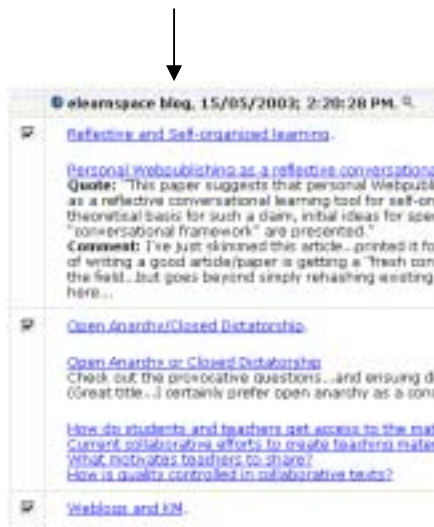 elearnspace blog, 15/05/2003; 2:20:28 PM.
Reflective and Self-organized learning.
Personal Webpublishing as a reflective conversationa
Quote: "This paper suggests that personal Webpubli
as a reflective conversational learning tool for self-or
theoretical basis for such a claim, initial ideas for spe
"conversational framework" are presented."
Comment: I've just skimmed this article...printed it fo
of writing a good article/paper is getting a "fresh con
the field...but goes beyond simply rehashing existing
here...
Open Anarchy/Closed Dictatorship.
Open Anarchy or Closed Dictatorship
Check out the provocative questions...and ensuing d
(Great title...I certainly prefer open anarchy as a con
How do students and teachers get access to the mat
Current collaborative efforts to create teaching mater
What motivates teachers to share?
How is quality controlled in collaborative texts?
Weblogs and KM.